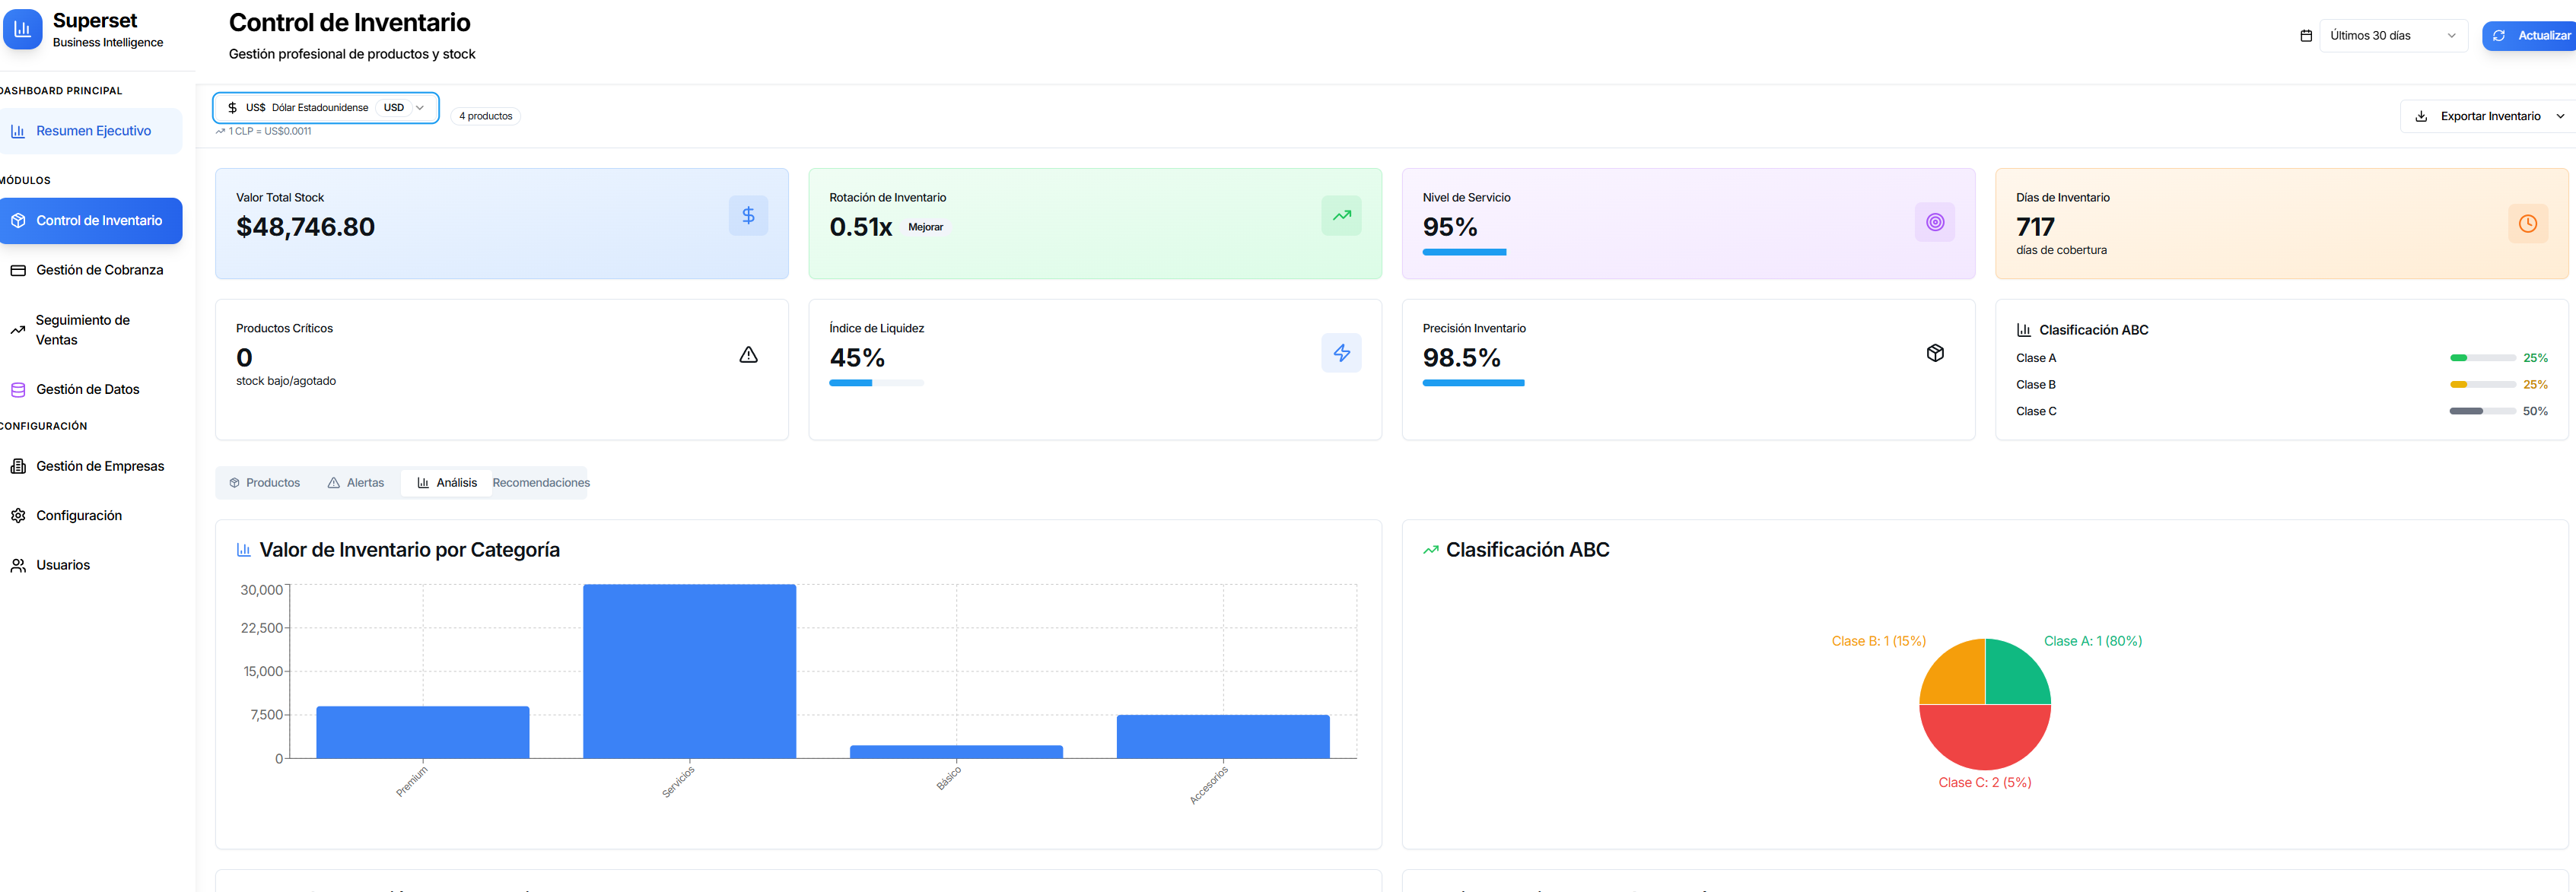 Superset
Business Intelligence
DASHBOARD PRINCIPAL
Resumen Ejecutivo
MÓDULOS
Control de Inventario
Gestión de Cobranza
Seguimiento de
Ventas
Gestión de Datos
CONFIGURACIÓN
Gestión de Empresas
Configuración
Usuarios
Control de Inventario
Gestión profesional de productos y stock
Últimos 30 días
Actualizar
US$ Dólar Estadounidense USD
4 productos
1 CLP = US$0.0011
Exportar Inventario
Valor Total Stock
$48,746.80
Rotación de Inventario
0.51x Mejorar
Nivel de Servicio
95%
Días de Inventario
717
días de cobertura
Productos Críticos
0
stock bajo/agotado
Índice de Liquidez
45%
Precisión Inventario
98.5%
Clasificación ABC
Clase A 25%
Clase B 25%
Clase C 50%
Productos
Alertas
Análisis
Recomendaciones
Valor de Inventario por Categoría
30,000
22,500
15,000
7,500
0
Premium
Servicios
Básico
Accesorios
Clasificación ABC
Clase B: 1 (15%)
Clase A: 1 (80%)
Clase C: 2 (5%)